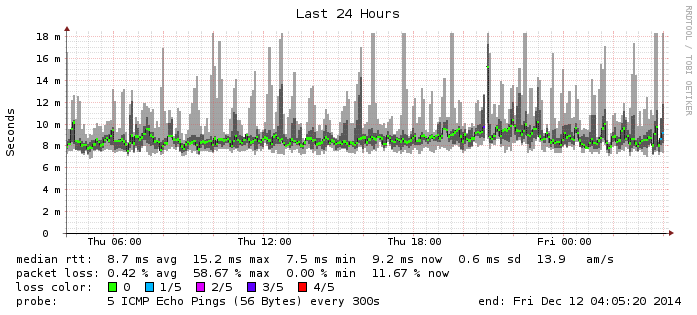 Last 24 Hours
RRDTOOL / TOBI OETIKER
Seconds
18 m
16 m
14 m
12 m
10 m
8 m
6 m
4 m
2 m
0
Thu 06:00 Thu 12:00 Thu 18:00 Fri 00:00
median rtt: 8.7 ms avg 15.2 ms max 7.5 ms min 9.2 ms now 0.6 ms sd 13.9 am/s
packet loss: 0.42 % avg 58.67 % max 0.00 % min 11.67 % now
loss color: 0 1/5 2/5 3/5 4/5
probe: 5 ICMP Echo Pings (56 Bytes) every 300s end: Fri Dec 12 04:05:20 2014